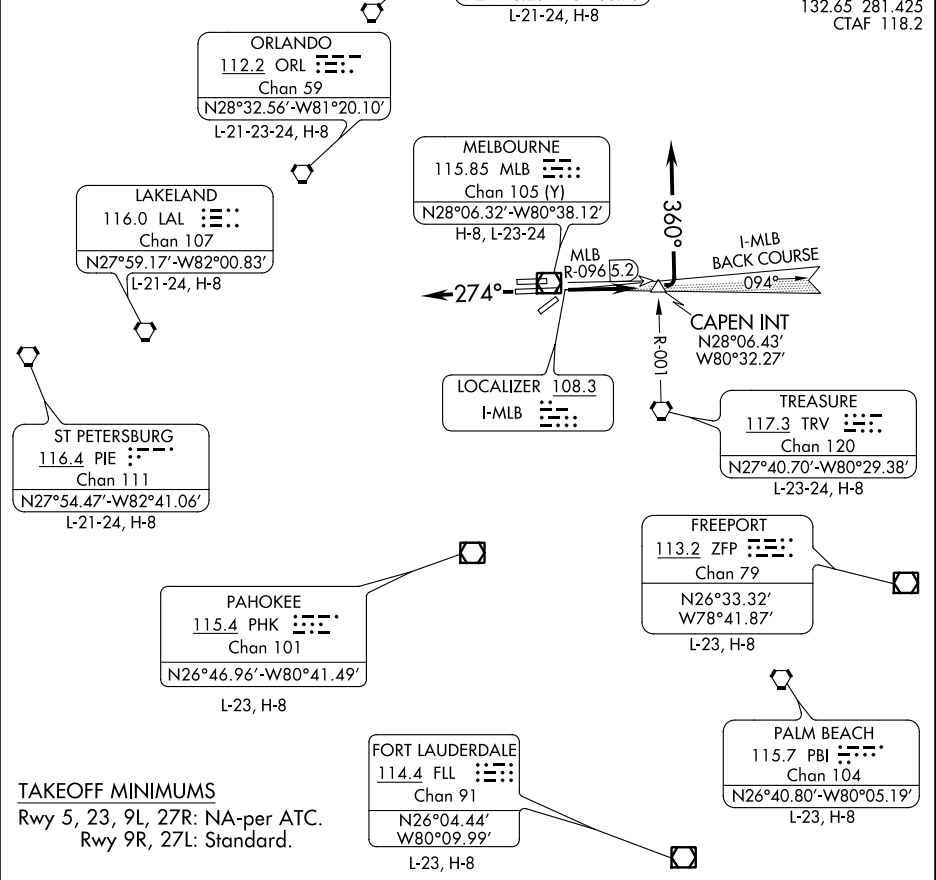 L-21-24, H-8
132.65 281.425
CTAF 118.2
ORLANDO
112.2 ORL
Chan 59
N28°32.56'-W81°20.10'
L-21-23-24, H-8
MELBOURNE
115.85 MLB
Chan 105 (Y)
N28°06.32'-W80°38.12'
H-8, L-23-24
LAKELAND
116.0 LAL
Chan 107
N27°59.17'-W82°00.83'
L-21-24, H-8
360°
MLB
R-096 5.2
I-MLB
BACK COURSE
094°
274°
CAPEN INT
N28°06.43'
W80°32.27'
R-001
LOCALIZER 108.3
I-MLB
TREASURE
117.3 TRV
Chan 120
N27°40.70'-W80°29.38'
L-23-24, H-8
ST PETERSBURG
116.4 PIE
Chan 111
N27°54.47'-W82°41.06'
L-21-24, H-8
FREEPORT
113.2 ZFP
Chan 79
N26°33.32'
W78°41.87'
L-23, H-8
PAHOKEE
115.4 PHK
Chan 101
N26°46.96'-W80°41.49'
L-23, H-8
PALM BEACH
115.7 PBI
Chan 104
N26°40.80'-W80°05.19'
L-23, H-8
FORT LAUDERDALE
114.4 FLL
Chan 91
N26°04.44'
W80°09.99'
L-23, H-8
TAKEOFF MINIMUMS
Rwy 5, 23, 9L, 27R: NA-per ATC.
Rwy 9R, 27L: Standard.